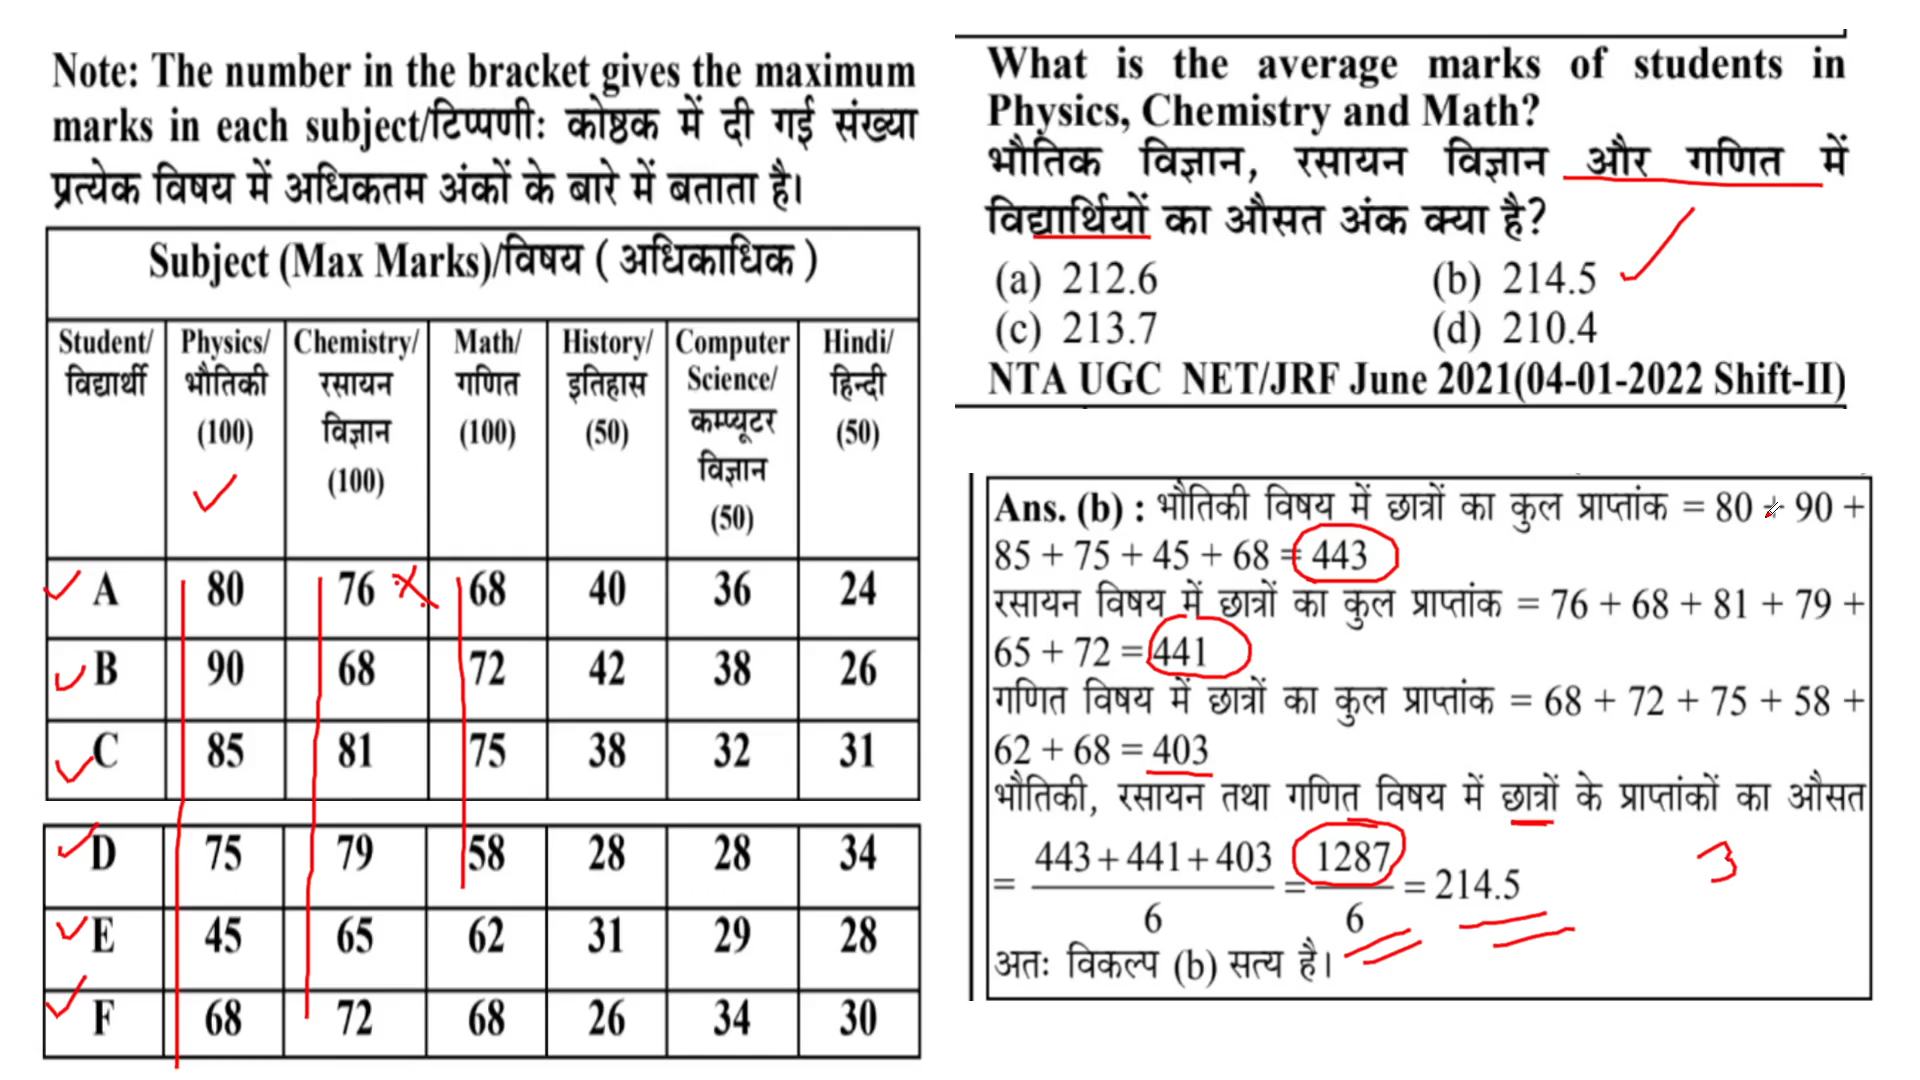 Note: The number in the bracket gives the maximum
marks in each subject/टिप्पणी: कोष्ठक में दी गई संख्या
प्रत्येक विषय में अधिकतम अंकों के बारे में बताता है।
Subject (Max Marks)/विषय ( अधिकाधिक )
Student/ Physics/ Chemistry/ Math/ History/ Computer Hindi/
विद्यार्थी भौतिकी रसायन गणित इतिहास Science/ हिन्दी
(100) विज्ञान (100) (50) कम्प्यूटर (50)
(100) विज्ञान
(50)
A 80 76 68 40 36 24
B 90 68 72 42 38 26
C 85 81 75 38 32 31
D 75 79 58 28 28 34
E 45 65 62 31 29 28
F 68 72 68 26 34 30
What is the average marks of students in
Physics, Chemistry and Math?
भौतिक विज्ञान, रसायन विज्ञान और गणित में
विद्यार्थियों का औसत अंक क्या है?
(a) 212.6 (b) 214.5
(c) 213.7 (d) 210.4
NTA UGC NET/JRF June 2021(04-01-2022 Shift-II)
Ans. (b) : भौतिकी विषय में छात्रों का कुल प्राप्तांक = 80 + 90 +
85 + 75 + 45 + 68 = 443
रसायन विषय में छात्रों का कुल प्राप्तांक = 76 + 68 + 81 + 79 +
65 + 72 = 441
गणित विषय में छात्रों का कुल प्राप्तांक = 68 + 72 + 75 + 58 +
62 + 68 = 403
भौतिकी, रसायन तथा गणित विषय में छात्रों के प्राप्तांकों का औसत
= 443 + 441 + 403 / 6 = 1287 / 6 = 214.5
3
अतः विकल्प (b) सत्य है।